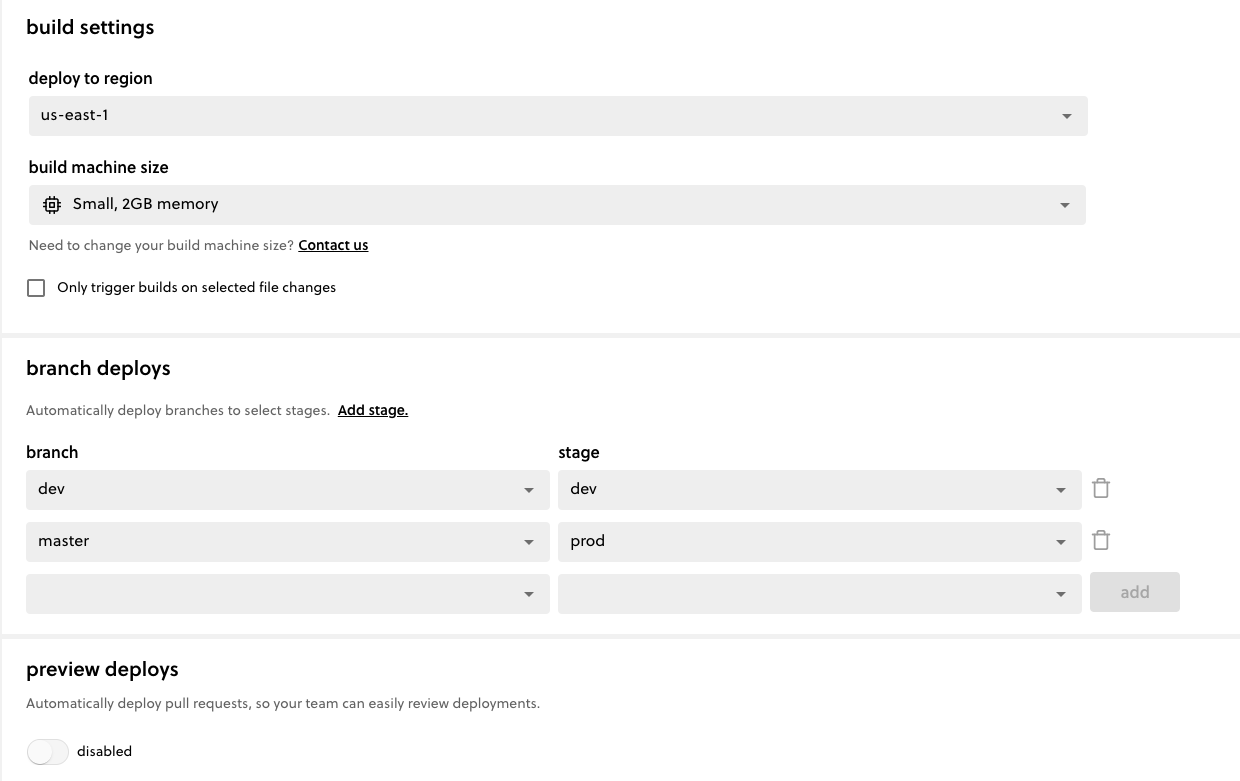 build settings
deploy to region
us-east-1
build machine size
Small, 2GB memory
Need to change your build machine size? Contact us
Only trigger builds on selected file changes
branch deploys
Automatically deploy branches to select stages. Add stage.
branch stage
dev dev
master prod
add
preview deploys
Automatically deploy pull requests, so your team can easily review deployments.
disabled